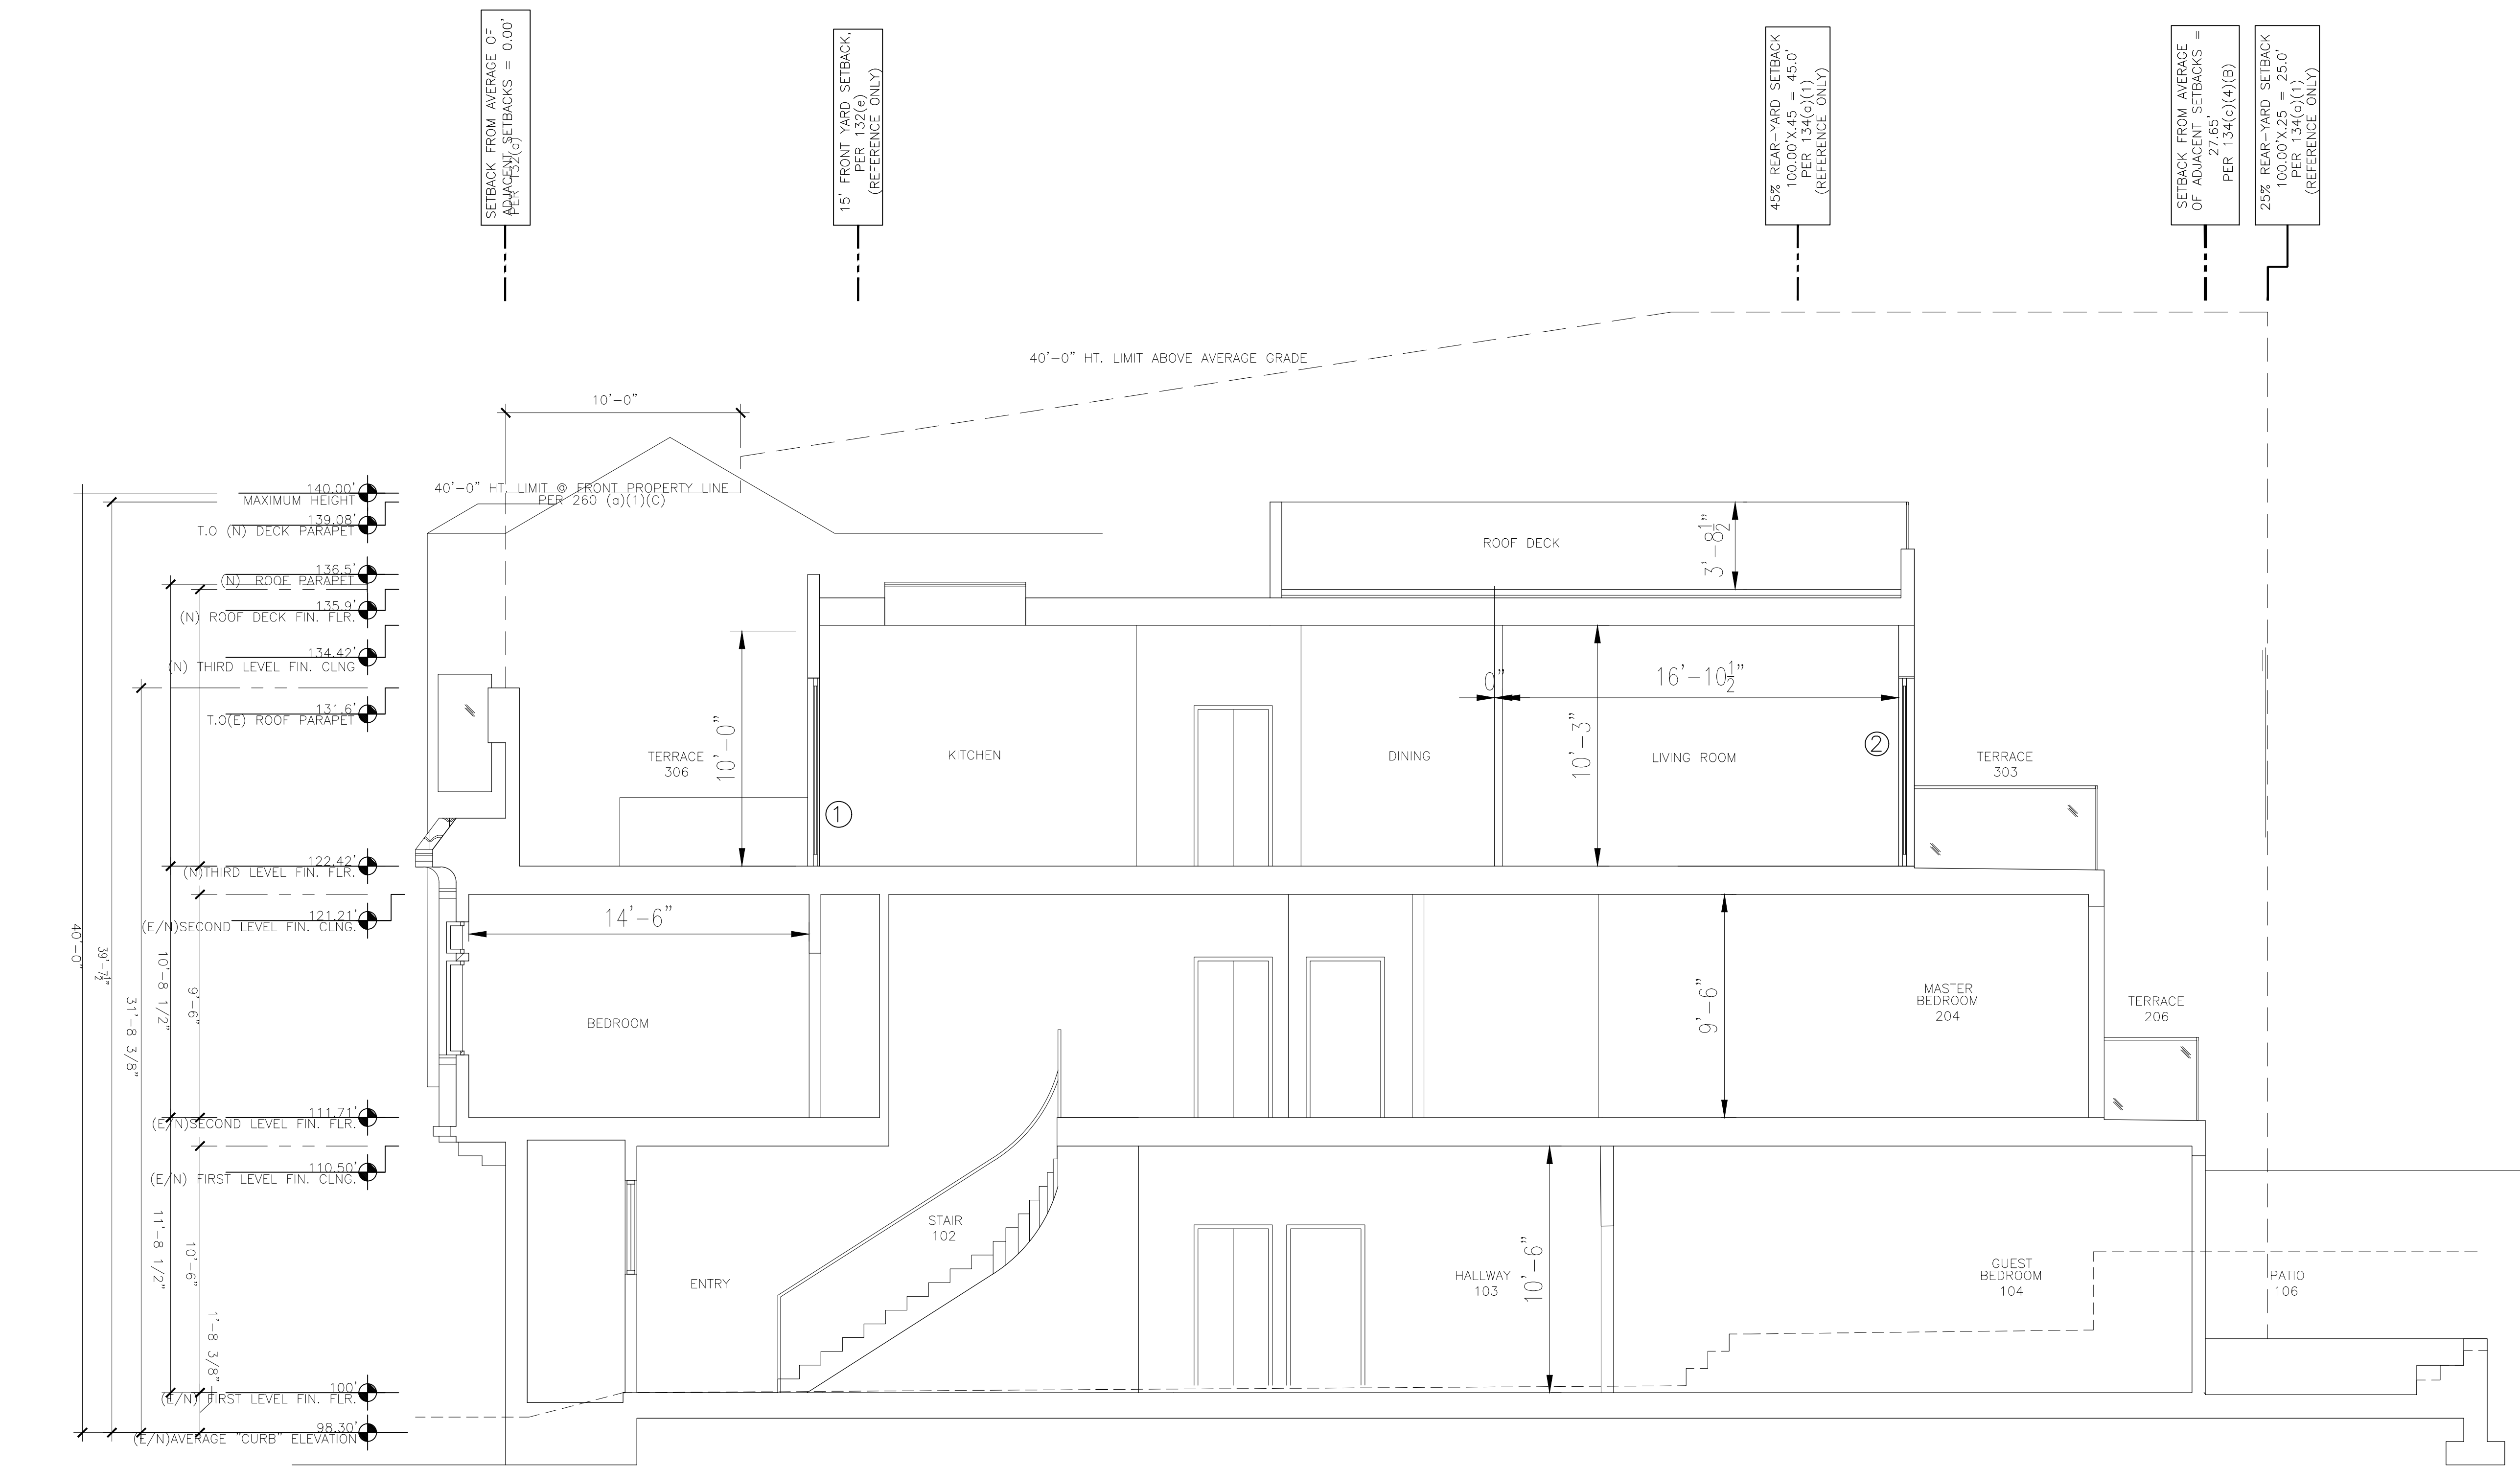 SETBACK FROM AVERAGE OF
ADJACENT SETBACKS = 0.00'
PER 132(a)
15' FRONT YARD SETBACK,
PER 132(e)
(REFERENCE ONLY)
45% REAR-YARD SETBACK
100.00'X.45 = 45.0'
PER 134(a)(1)
(REFERENCE ONLY)
SETBACK FROM AVERAGE
OF ADJACENT SETBACKS =
27.65'
PER 134(c)(4)(B)
25% REAR-YARD SETBACK
100.00'X.25 = 25.0'
PER 134(a)(1)
(REFERENCE ONLY)
40'-0" HT. LIMIT ABOVE AVERAGE GRADE
10'-0"
40'-0" HT. LIMIT @ FRONT PROPERTY LINE
PER 260 (a)(1)(C)
140.00'
MAXIMUM HEIGHT
139.08'
T.O (N) DECK PARAPET
136.5'
(N) ROOF PARAPET
135.9'
(N) ROOF DECK FIN. FLR.
134.42'
(N) THIRD LEVEL FIN. CLNG
131.6'
T.O(E) ROOF PARAPET
122.42'
(N)THIRD LEVEL FIN. FLR.
121.21'
(E/N)SECOND LEVEL FIN. CLNG.
111.71'
(E/N)SECOND LEVEL FIN. FLR.
110.50'
(E/N) FIRST LEVEL FIN. CLNG.
100'
(E/N) FIRST LEVEL FIN. FLR.
98.30'
(E/N)AVERAGE "CURB" ELEVATION
40'-0"
39'-7½"
31'-8 3/8"
10'-8 1/2"
9'-6"
11'-8 1/2"
10'-6"
1'-8 3/8"
ROOF DECK
3'-8½"
TERRACE
306
10'-0"
1
KITCHEN
DINING
0"
16'-10½"
10'-3"
LIVING ROOM
2
TERRACE
303
14'-6"
BEDROOM
9'-6"
MASTER
BEDROOM
204
TERRACE
206
ENTRY
STAIR
102
HALLWAY
103
10'-6"
GUEST
BEDROOM
104
PATIO
106